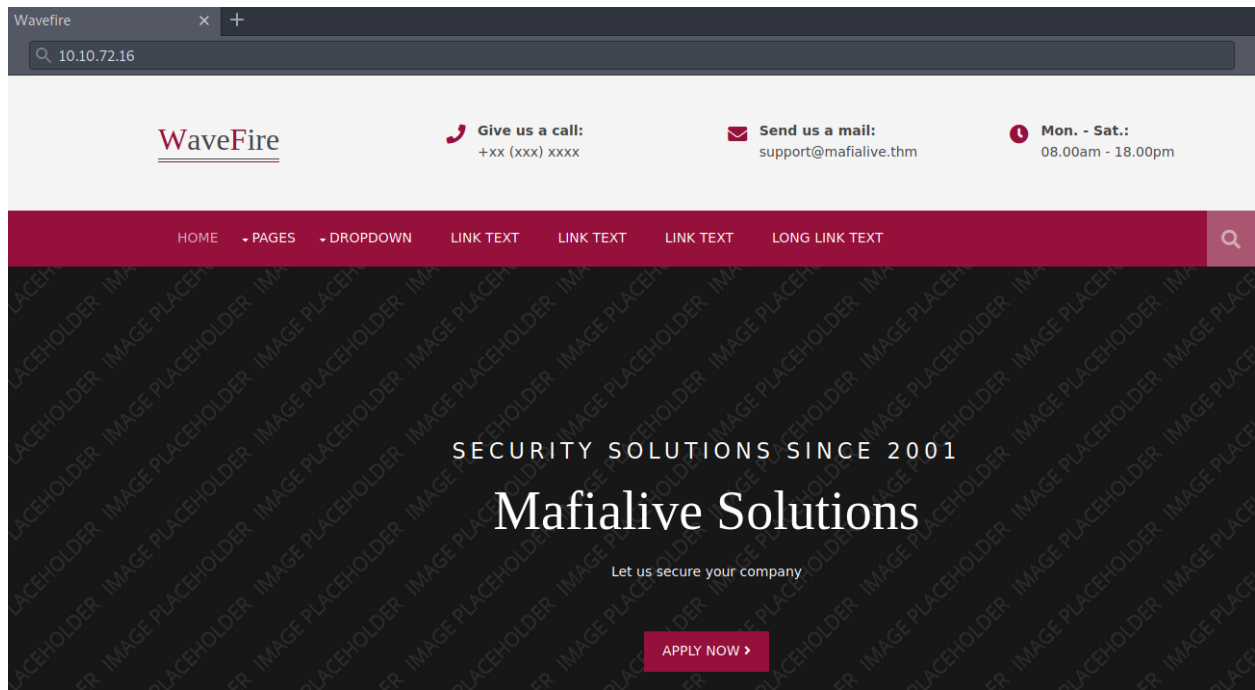 Wavefire
10.10.72.16
WaveFire
Give us a call:
+xx (xxx) xxxx
Send us a mail:
support@mafialive.thm
Mon. - Sat.:
08.00am - 18.00pm
HOME PAGES DROPDOWN LINK TEXT LINK TEXT LINK TEXT LONG LINK TEXT
IMAGE PLACEHOLDER
SECURITY SOLUTIONS SINCE 2001
Mafialive Solutions
Let us secure your company
APPLY NOW